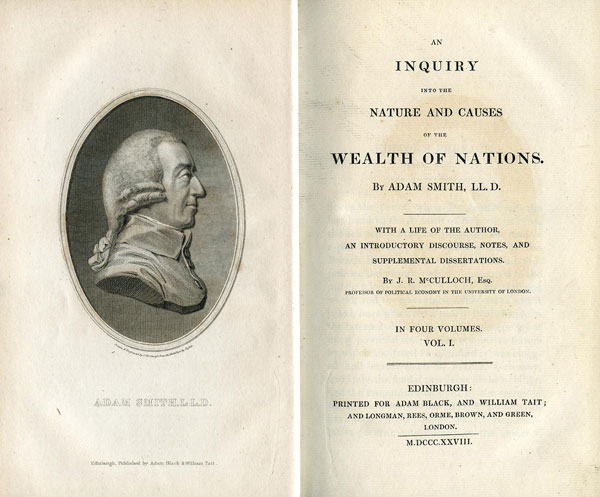 ADAM SMITH, L.L.D.
Edinburgh, Published by Adam Black & William Tait.
AN
INQUIRY
INTO THE
NATURE AND CAUSES
OF THE
WEALTH OF NATIONS.
BY ADAM SMITH, LL. D.
WITH A LIFE OF THE AUTHOR,
AN INTRODUCTORY DISCOURSE, NOTES, AND
SUPPLEMENTAL DISSERTATIONS.
BY J. R. McCULLOCH, ESQ.
PROFESSOR OF POLITICAL ECONOMY IN THE UNIVERSITY OF LONDON.
IN FOUR VOLUMES.
VOL. I.
EDINBURGH:
PRINTED FOR ADAM BLACK, AND WILLIAM TAIT;
AND LONGMAN, REES, ORME, BROWN, AND GREEN,
LONDON.
M.DCCC.XXVIII.